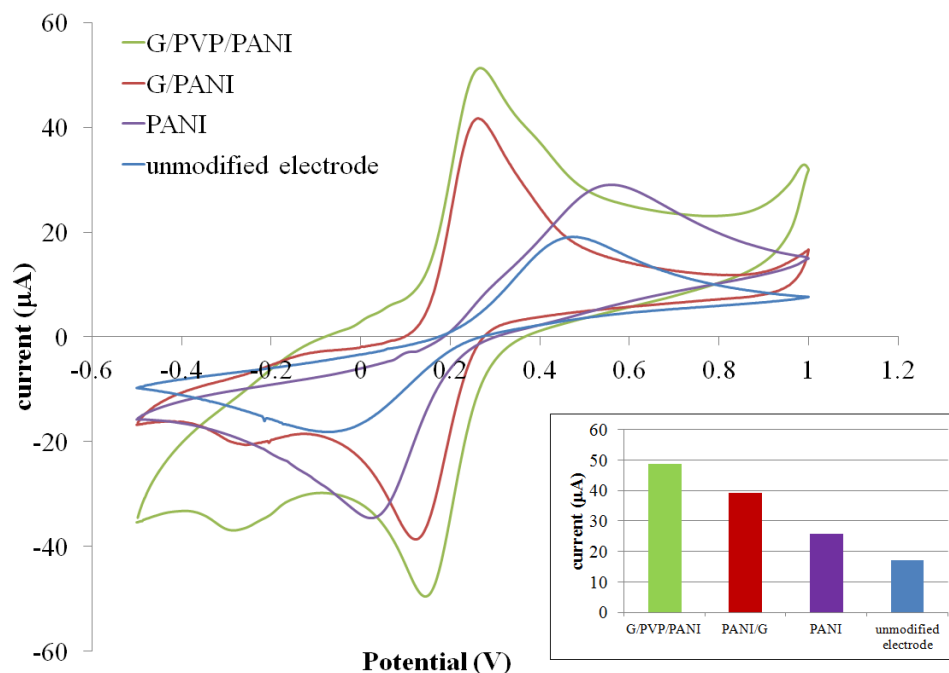 60
40
20
0
-20
-40
-60
current (µA)
G/PVP/PANI
G/PANI
PANI
unmodified electrode
-0.6 -0.4 -0.2 0 0.2 0.4 0.6 0.8 1 1.2
Potential (V)
60
50
40
30
20
10
0
current (µA)
G/PVP/PANI PANI/G PANI unmodified
electrode